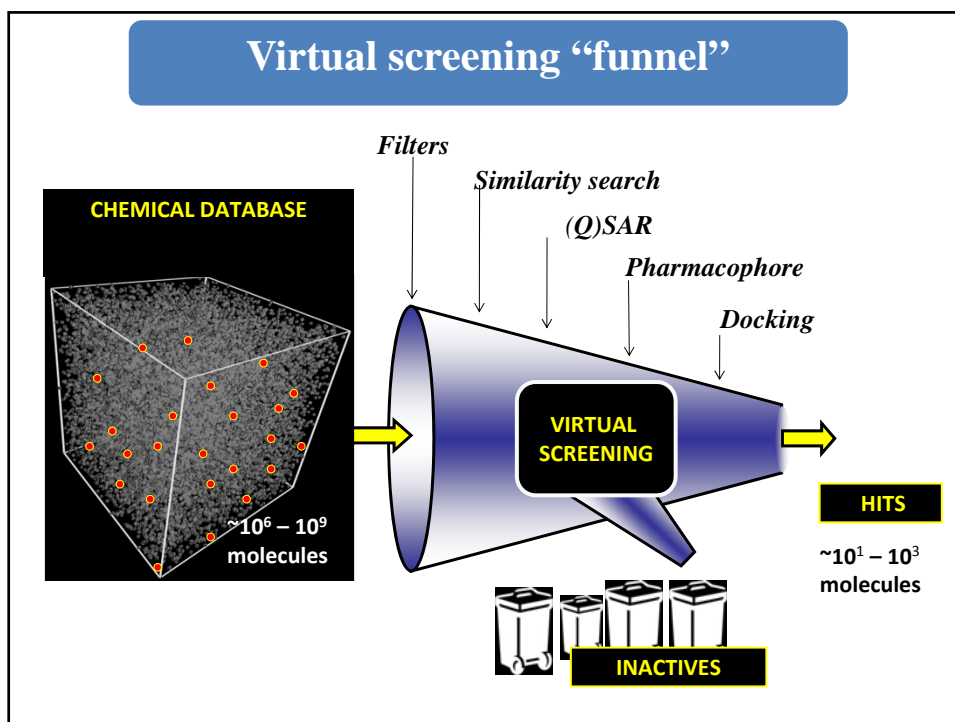 Virtual screening “funnel”
Filters
Similarity search
(Q)SAR
Pharmacophore
Docking
CHEMICAL DATABASE
~10⁶ – 10⁹
molecules
VIRTUAL
SCREENING
HITS
~10¹ – 10³
molecules
INACTIVES